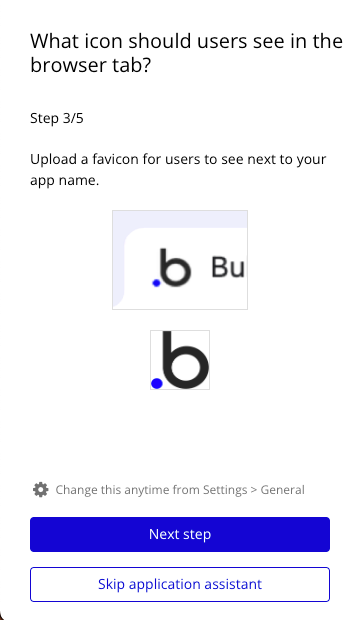 What icon should users see in the
browser tab?
Step 3/5
Upload a favicon for users to see next to your
app name.
.b Bu
.b
Change this anytime from Settings > General
Next step
Skip application assistant